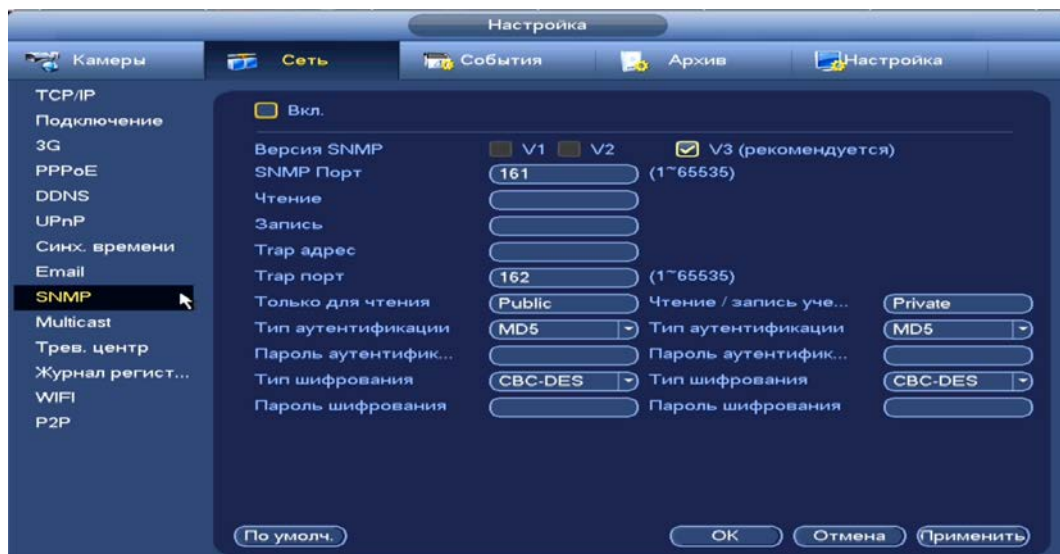 Настройка
Камеры Сеть События Архив Настройка
TCP/IP
Подключение
3G
PPPoE
DDNS
UPnP
Синх. времени
Email
SNMP
Multicast
Трев. центр
Журнал регист...
WIFI
P2P
Вкл.
Версия SNMP V1 V2 V3 (рекомендуется)
SNMP Порт 161 (1~65535)
Чтение
Запись
Trap адрес
Trap порт 162 (1~65535)
Только для чтения Public Чтение / запись уче... Private
Тип аутентификации MD5 Тип аутентификации MD5
Пароль аутентифик... Пароль аутентифик...
Тип шифрования CBC-DES Тип шифрования CBC-DES
Пароль шифрования Пароль шифрования
По умолч. OK Отмена Применить